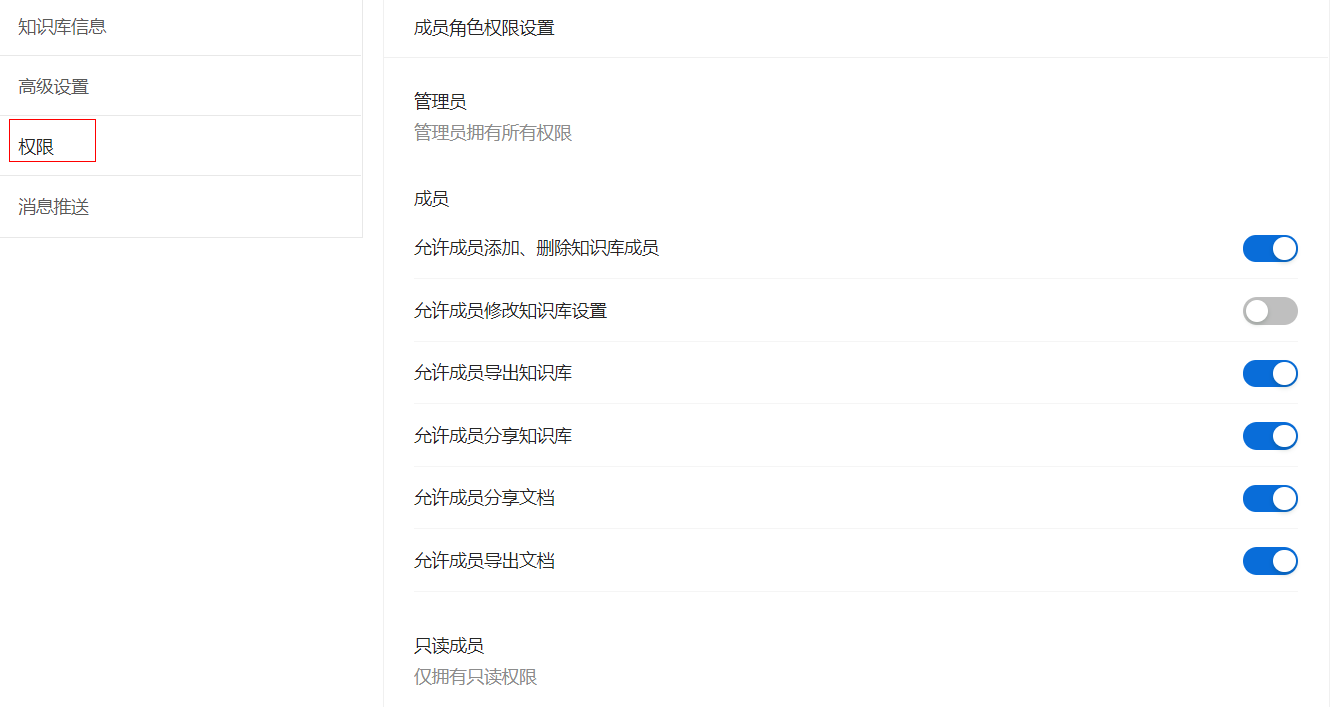 知识库信息
高级设置
权限
消息推送
成员角色权限设置
管理员
管理员拥有所有权限
成员
允许成员添加、删除知识库成员
允许成员修改知识库设置
允许成员导出知识库
允许成员分享知识库
允许成员分享文档
允许成员导出文档
只读成员
仅拥有只读权限